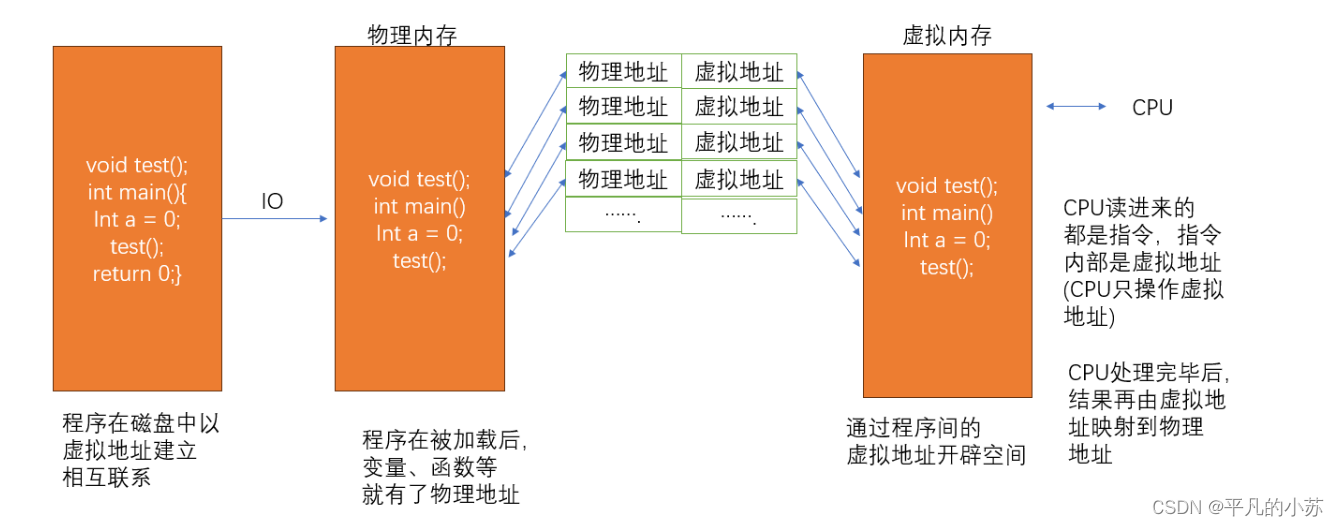 void test();
int main(){
Int a = 0;
test();
return 0;}
程序在磁盘中以
虚拟地址建立
相互联系
IO
物理内存
void test();
int main()
Int a = 0;
test();
程序在被加载后，
变量、函数等
就有了物理地址
物理地址 虚拟地址
物理地址 虚拟地址
物理地址 虚拟地址
物理地址 虚拟地址
……. …….
虚拟内存
void test();
int main()
Int a = 0;
test();
通过程序间的
虚拟地址开辟空间
CPU
CPU读进来的
都是指令，指令
内部是虚拟地址
(CPU只操作虚拟
地址)
CPU处理完毕后，
结果再由虚拟地
址映射到物理
地址
CSDN @平凡的小苏